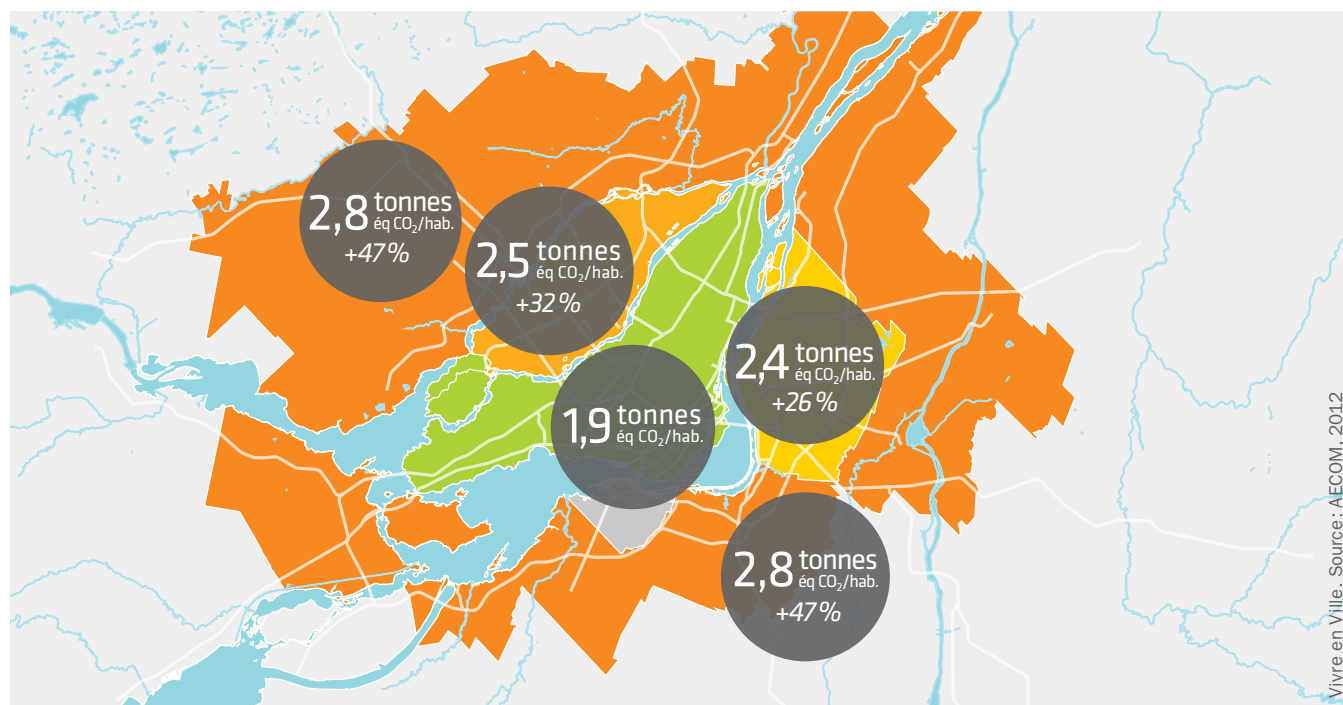 2,8 tonnes
éq CO₂/hab.
+47%
2,5 tonnes
éq CO₂/hab.
+32%
2,4 tonnes
éq CO₂/hab.
+26%
1,9 tonnes
éq CO₂/hab.
2,8 tonnes
éq CO₂/hab.
+47%
Vivre en Ville. Source : AECOM, 2012